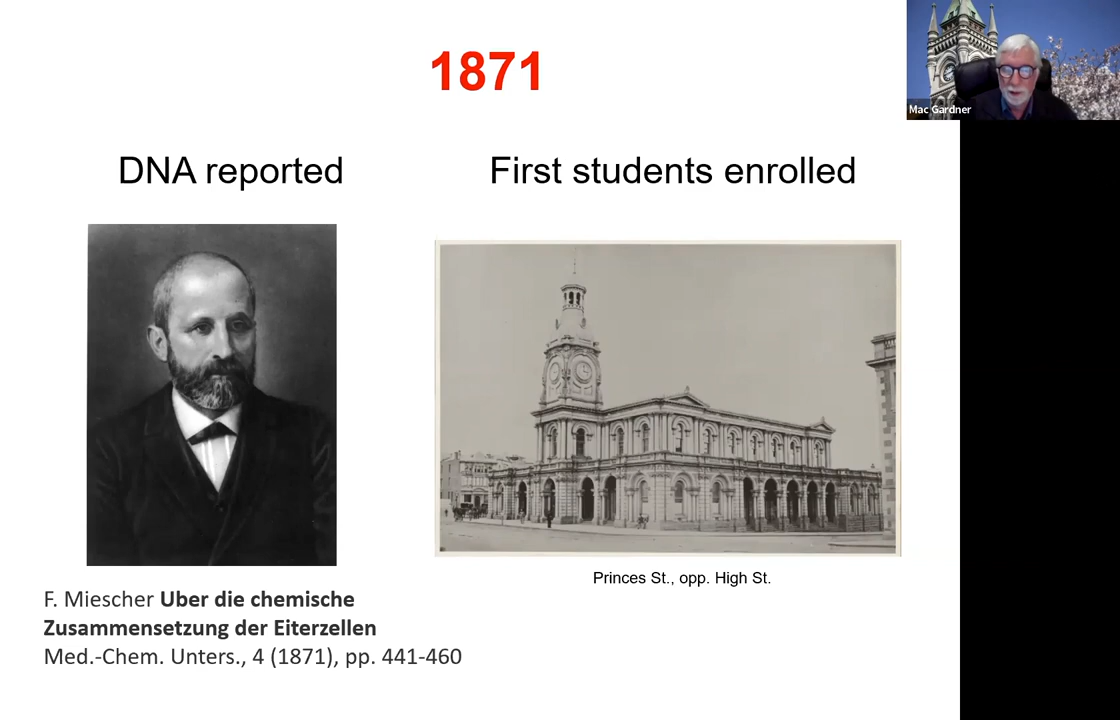 1871
Mac Gardner
DNA reported
First students enrolled
Princes St., opp. High St.
F. Miescher Uber die chemische
Zusammensetzung der Eiterzellen
Med.-Chem. Unters., 4 (1871), pp. 441-460